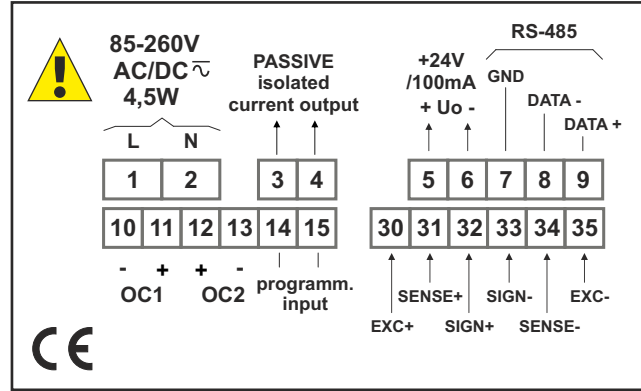 85-260V
AC/DC
4,5W
L N
PASSIVE
isolated
current output
+24V
/100mA
+ Uo -
RS-485
GND
DATA -
DATA +
1 2 3 4 5 6 7 8 9
10 11 12 13 14 15 30 31 32 33 34 35
- + + -
OC1 OC2
programm.
input
SENSE+ SIGN- EXC-
EXC+ SIGN+ SENSE-
CE